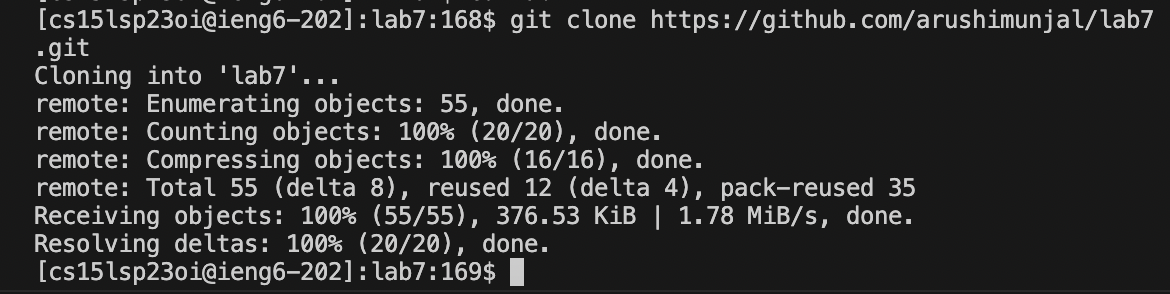 [cs15lsp23oi@ieng6-202]:lab7:168$ git clone https://github.com/arushimunjal/lab7
.git
Cloning into 'lab7'...
remote: Enumerating objects: 55, done.
remote: Counting objects: 100% (20/20), done.
remote: Compressing objects: 100% (16/16), done.
remote: Total 55 (delta 8), reused 12 (delta 4), pack-reused 35
Receiving objects: 100% (55/55), 376.53 KiB | 1.78 MiB/s, done.
Resolving deltas: 100% (20/20), done.
[cs15lsp23oi@ieng6-202]:lab7:169$